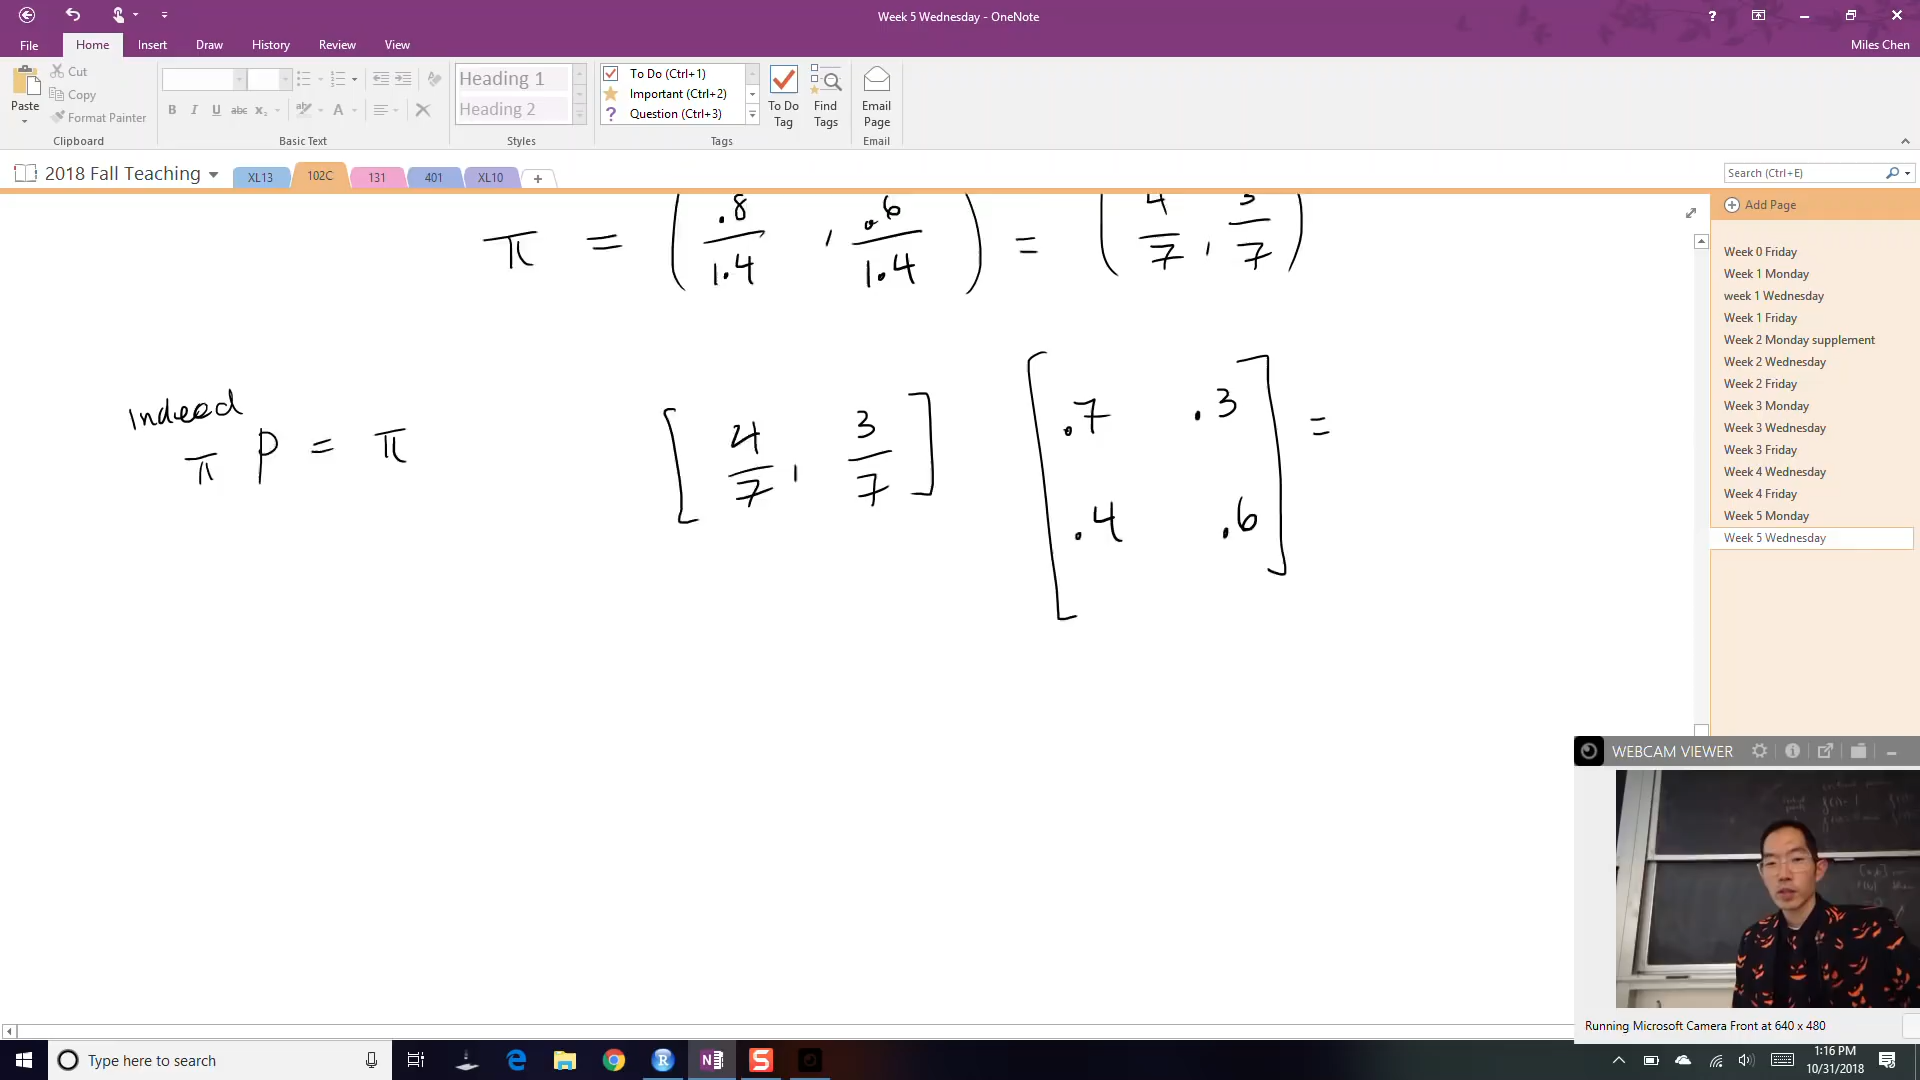 Week 5 Wednesday - OneNote
?
File Home Insert Draw History Review View
Miles Chen
Paste
Cut
Copy
Format Painter
Clipboard
B I U abc x₂ ab A
Basic Text
Heading 1
Heading 2
Styles
To Do (Ctrl+1)
Important (Ctrl+2)
? Question (Ctrl+3)
To Do Tag
Find Tags
Tags
Email Page
Email
2018 Fall Teaching XL13 102C 131 401 XL10 +
Search (Ctrl+E)
Add Page
Week 0 Friday
Week 1 Monday
week 1 Wednesday
Week 1 Friday
Week 2 Monday supplement
Week 2 Wednesday
Week 2 Friday
Week 3 Monday
Week 3 Wednesday
Week 3 Friday
Week 4 Wednesday
Week 4 Friday
Week 5 Monday
Week 5 Wednesday
π = (.8/1.4 , .6/1.4) = (4/7 , 3/7)
Indeed
π P = π
[4/7 , 3/7] [.7 .3
.4 .6] =
WEBCAM VIEWER
Running Microsoft Camera Front at 640 x 480
Type here to search
1:16 PM
10/31/2018